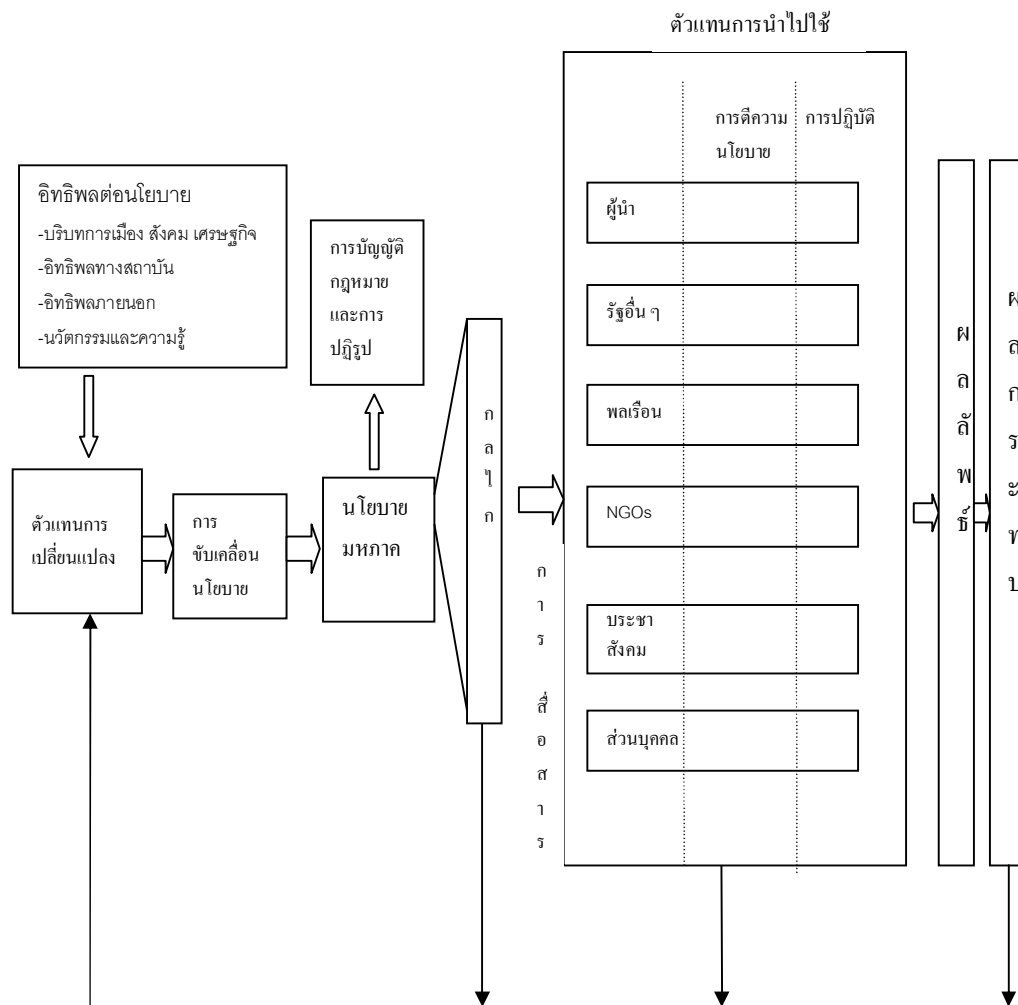 ตัวแทนการนำไปใช้
การตีความ
นโยบาย
การปฏิบัติ
อิทธิพลต่อนโยบาย
-บริบทการเมือง สังคม เศรษฐกิจ
-อิทธิพลทางสถาบัน
-อิทธิพลภายนอก
-นวัตกรรมและความรู้
การบัญญัติ
กฎหมาย
และการ
ปฏิรูป
ตัวแทนการ
เปลี่ยนแปลง
การ
ขับเคลื่อน
นโยบาย
นโยบาย
มหภาค
กลไก
การ สื่อสาร
ผู้นำ
รัฐอื่น ๆ
พลเรือน
NGOs
ประชา
สังคม
ส่วนบุคคล
ผลลัพธ์
ผลกระทบ